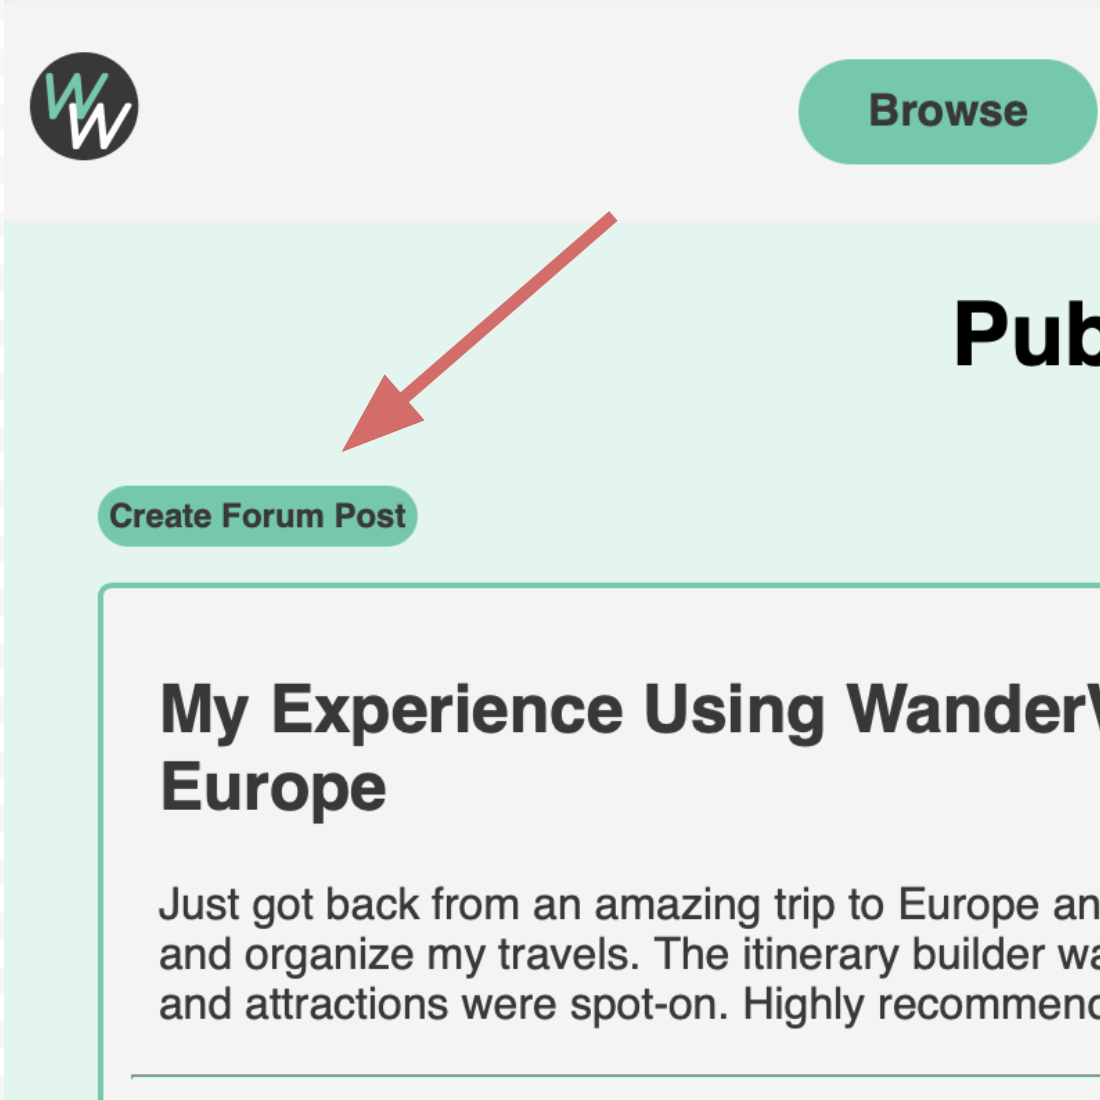 WW
Browse
Pub
Create Forum Post
My Experience Using Wander
Europe
Just got back from an amazing trip to Europe an
and organize my travels. The itinerary builder wa
and attractions were spot-on. Highly recommend